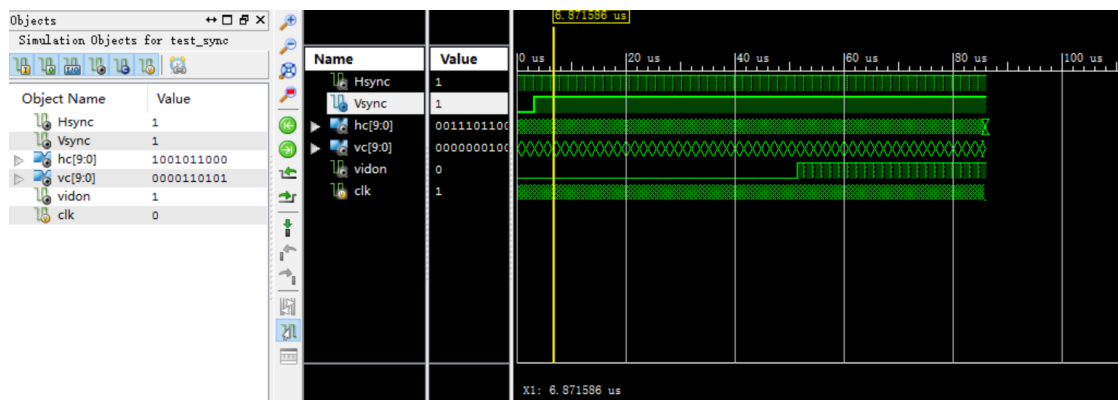 Objects
Simulation Objects for test_sync
Object Name Value
Hsync 1
Vsync 1
hc[9:0] 1001011000
vc[9:0] 0000110101
vidon 1
clk 0
6.871586 us
Name Value
Hsync 1
Vsync 1
hc[9:0] 0011101100
vc[9:0] 0000000100
vidon 0
clk 1
0 us 20 us 40 us 60 us 80 us 100 us
X1: 6.871586 us